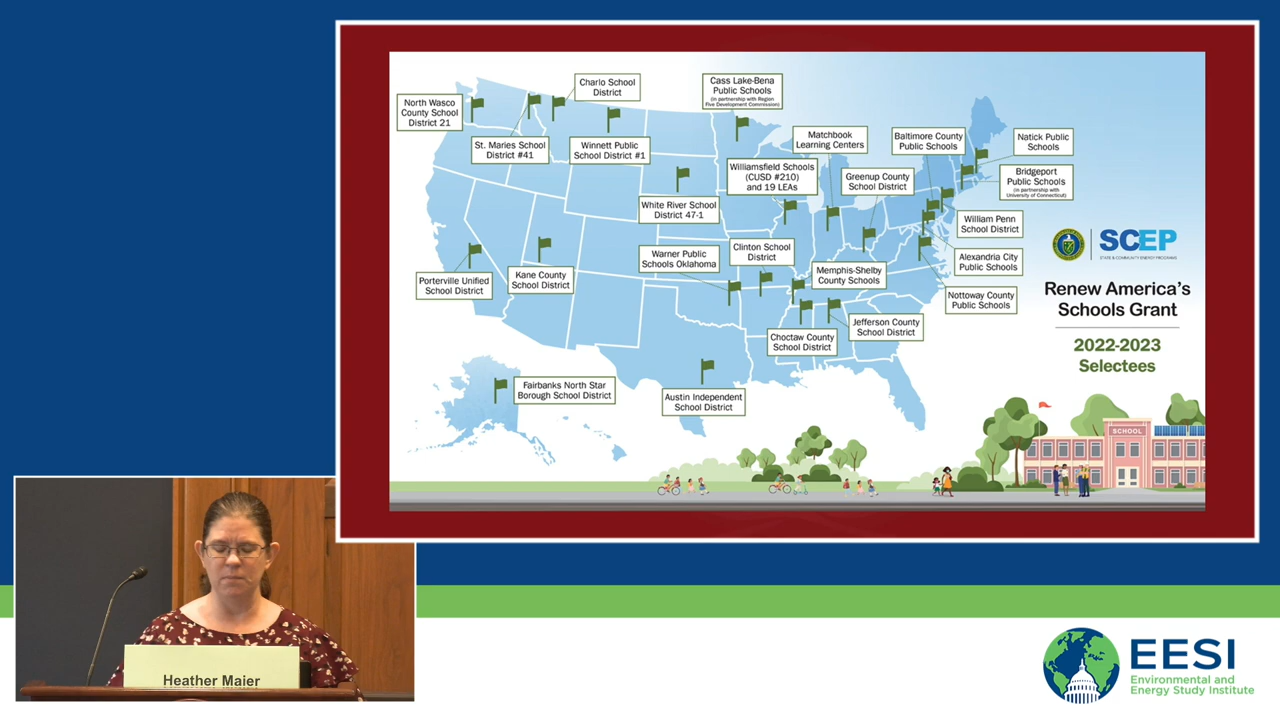 North Wasco
County School
District 21
Charlo School
District
St. Maries School
District #41
Winnett Public
School District #1
Cass Lake-Bena
Public Schools
(in partnership with Region
Five Development Commission)
Matchbook
Learning Centers
Baltimore County
Public Schools
Natick Public
Schools
Williamsfield Schools
(CUSD #210)
and 19 LEAs
Greenup County
School District
Bridgeport
Public Schools
(in partnership with
University of Connecticut)
White River School
District 47-1
William Penn
School District
Warner Public
Schools Oklahoma
Clinton School
District
Alexandria City
Public Schools
Porterville Unified
School District
Kane County
School District
Memphis-Shelby
County Schools
Nottoway County
Public Schools
Choctaw County
School District
Jefferson County
School District
Fairbanks North Star
Borough School District
Austin Independent
School District
SCEP
STATE & COMMUNITY ENERGY PROGRAMS
Renew America's
Schools Grant
2022-2023
Selectees
SCHOOL
Heather Maier
EESI
Environmental and
Energy Study Institute